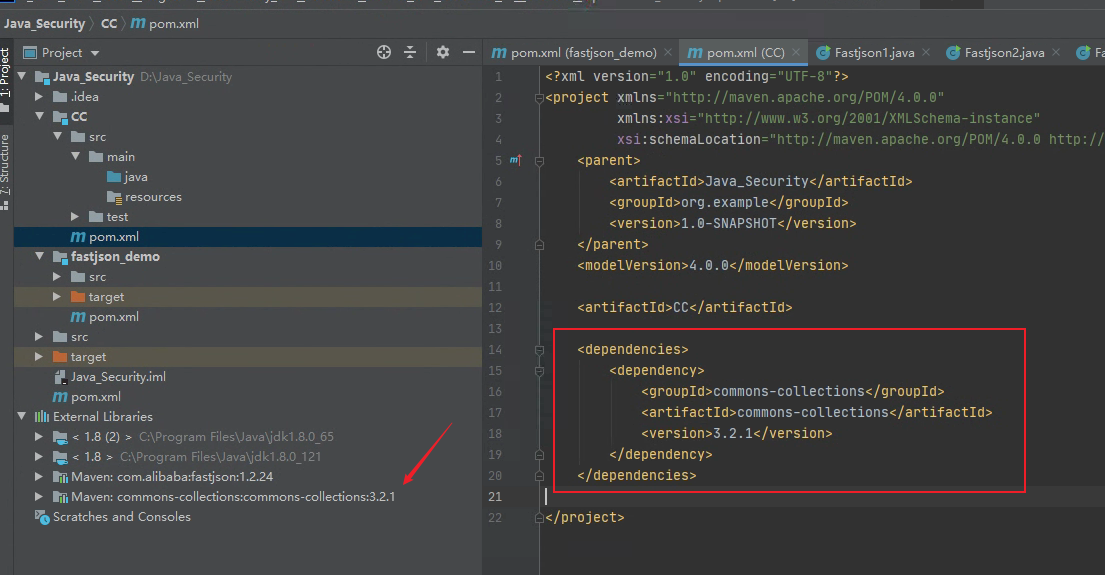 Java_Security CC m pom.xml
Project
m pom.xml (fastjson_demo) × m pom.xml (CC) × C Fastjson1.java × C Fastjson2.java × C Fa
1: Project
7: Structure
Java_Security D:\Java_Security
.idea
CC
src
main
java
resources
test
m pom.xml
fastjson_demo
src
target
m pom.xml
src
target
Java_Security.iml
m pom.xml
External Libraries
< 1.8 (2) > C:\Program Files\Java\jdk1.8.0_65
< 1.8 > C:\Program Files\Java\jdk1.8.0_121
Maven: com.alibaba:fastjson:1.2.24
Maven: commons-collections:commons-collections:3.2.1
Scratches and Consoles
1 <?xml version="1.0" encoding="UTF-8"?>
2 <project xmlns="http://maven.apache.org/POM/4.0.0"
3 xmlns:xsi="http://www.w3.org/2001/XMLSchema-instance"
4 xsi:schemaLocation="http://maven.apache.org/POM/4.0.0 http://
5 m <parent>
6 <artifactId>Java_Security</artifactId>
7 <groupId>org.example</groupId>
8 <version>1.0-SNAPSHOT</version>
9 </parent>
10 <modelVersion>4.0.0</modelVersion>
11
12 <artifactId>CC</artifactId>
13
14 <dependencies>
15 <dependency>
16 <groupId>commons-collections</groupId>
17 <artifactId>commons-collections</artifactId>
18 <version>3.2.1</version>
19 </dependency>
20 </dependencies>
21
22 </project>